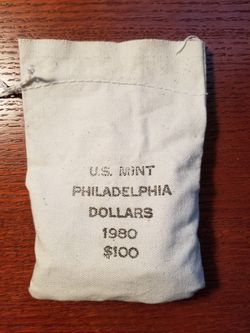 U.S. MINT
PHILADELPHIA
DOLLARS
1980
$100